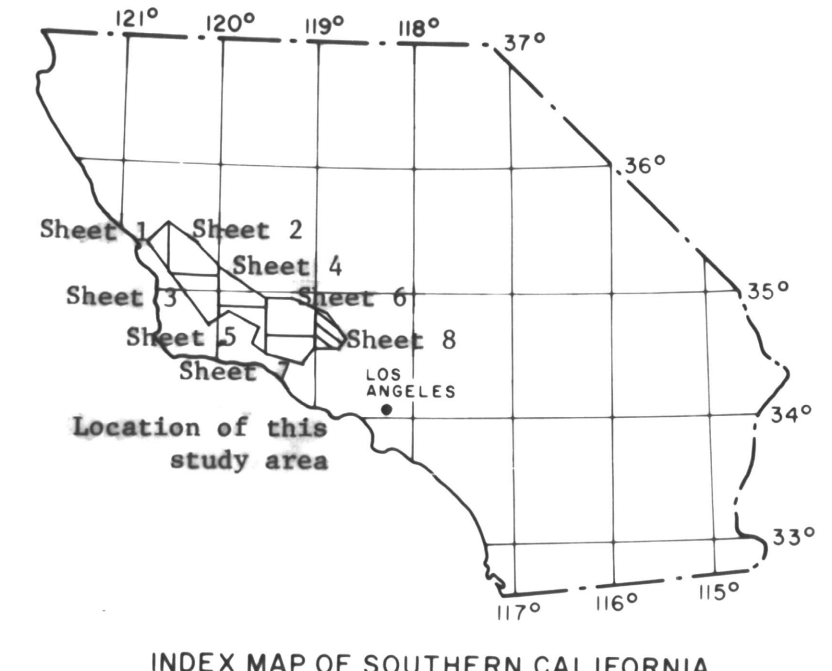 121° 120° 119° 118°
37°
36°
Sheet 1 Sheet 2
Sheet 4
Sheet 3 Sheet 6
35°
Sheet 5 Sheet 8
Sheet 7
LOS
ANGELES
34°
Location of this
study area
33°
117° 116° 115°
INDEX MAP OF SOUTHERN CALIFORNIA